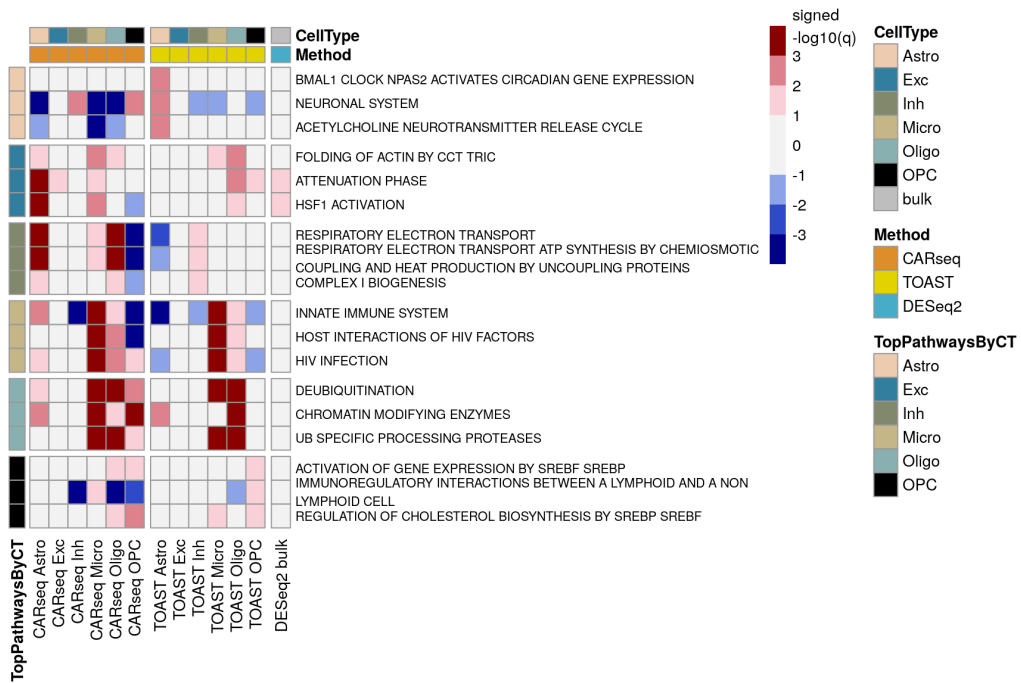 CellType
Method
BMAL1 CLOCK NPAS2 ACTIVATES CIRCADIAN GENE EXPRESSION
NEURONAL SYSTEM
ACETYLCHOLINE NEUROTRANSMITTER RELEASE CYCLE
FOLDING OF ACTIN BY CCT TRIC
ATTENUATION PHASE
HSF1 ACTIVATION
RESPIRATORY ELECTRON TRANSPORT
RESPIRATORY ELECTRON TRANSPORT ATP SYNTHESIS BY CHEMIOSMOTIC
COUPLING AND HEAT PRODUCTION BY UNCOUPLING PROTEINS
COMPLEX I BIOGENESIS
INNATE IMMUNE SYSTEM
HOST INTERACTIONS OF HIV FACTORS
HIV INFECTION
DEUBIQUITINATION
CHROMATIN MODIFYING ENZYMES
UB SPECIFIC PROCESSING PROTEASES
ACTIVATION OF GENE EXPRESSION BY SREBF SREBP
IMMUNOREGULATORY INTERACTIONS BETWEEN A LYMPHOID AND A NON
LYMPHOID CELL
REGULATION OF CHOLESTEROL BIOSYNTHESIS BY SREBP SREBF
TopPathwaysByCT
CARseq Astro
CARseq Exc
CARseq Inh
CARseq Micro
CARseq Oligo
CARseq OPC
TOAST Astro
TOAST Exc
TOAST Inh
TOAST Micro
TOAST Oligo
TOAST OPC
DESeq2 bulk
signed
-log10(q)
3
2
1
0
-1
-2
-3
CellType
Astro
Exc
Inh
Micro
Oligo
OPC
bulk
Method
CARseq
TOAST
DESeq2
TopPathwaysByCT
Astro
Exc
Inh
Micro
Oligo
OPC